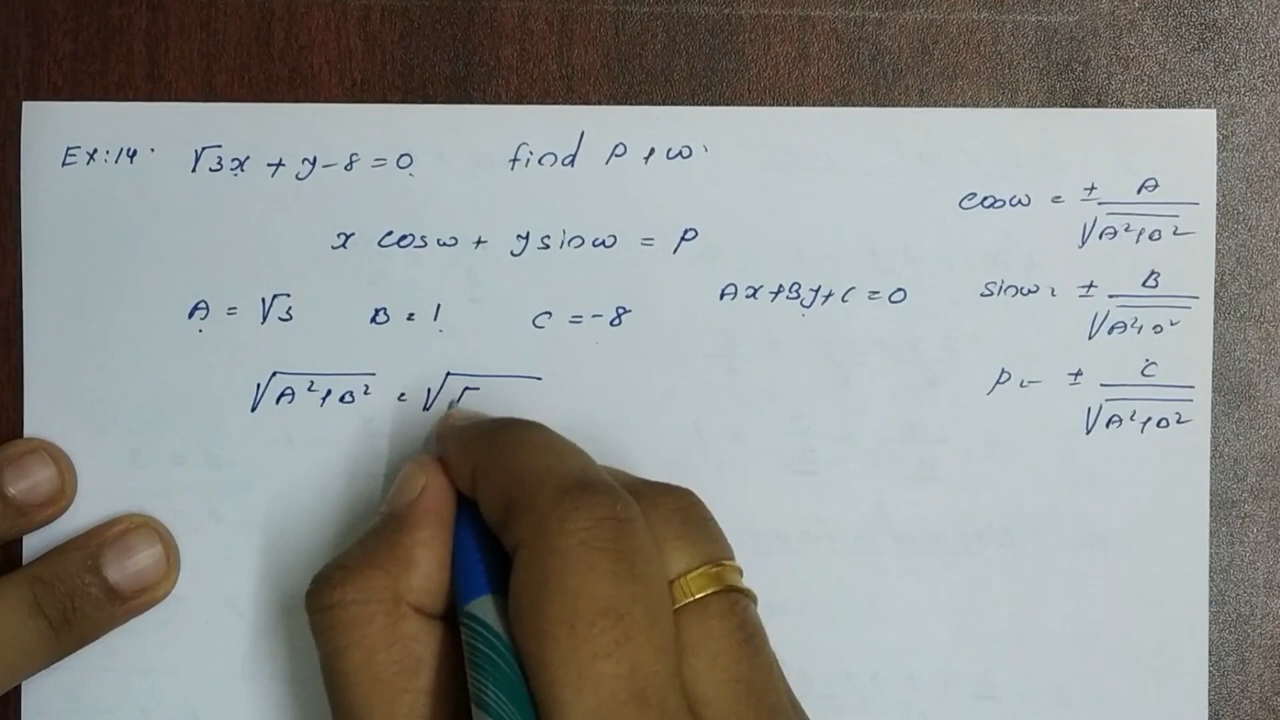 Ex:14. √3x + y - 8 = 0 find p & ω.
cosω = ± A/√A²+B²
x cosω + y sinω = p
Ax+By+C=0 sinω = ± B/√A²+B²
A = √3 B = 1 C = -8
p = ± C/√A²+B²
√A²+B² = √√